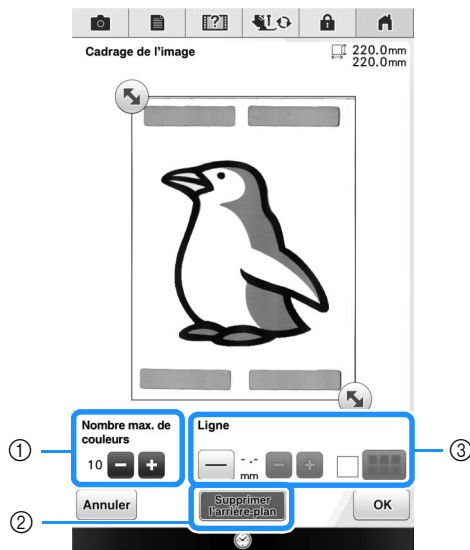 Cadrage de l'image
220.0mm
220.0mm
Nombre max. de
couleurs
10
Ligne
-.-
mm
Annuler
Supprimer
l'arrière-plan
OK
①
②
③